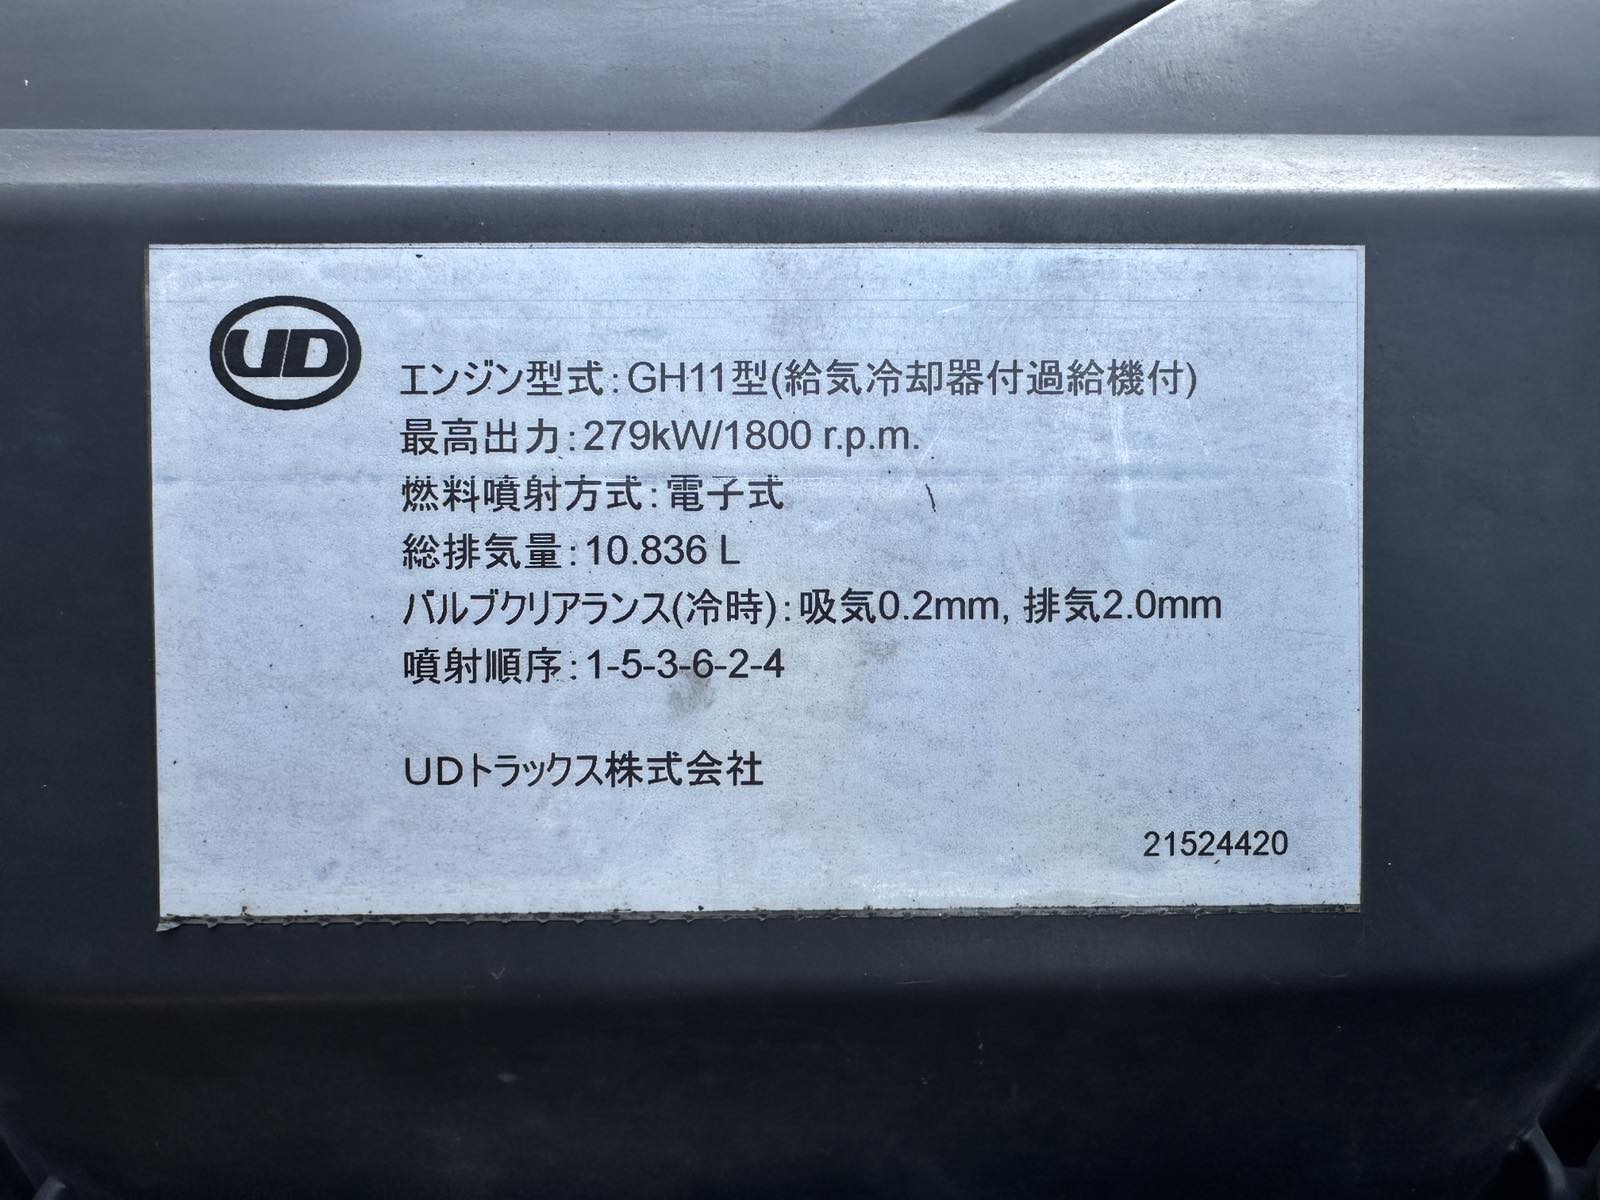 UD
エンジン型式:GH11型(給気冷却器付過給機付)
最高出力:279kW/1800 r.p.m.
燃料噴射方式:電子式
総排気量:10.836 L
バルブクリアランス(冷時):吸気0.2mm, 排気2.0mm
噴射順序:1-5-3-6-2-4
UDトラックス株式会社
21524420